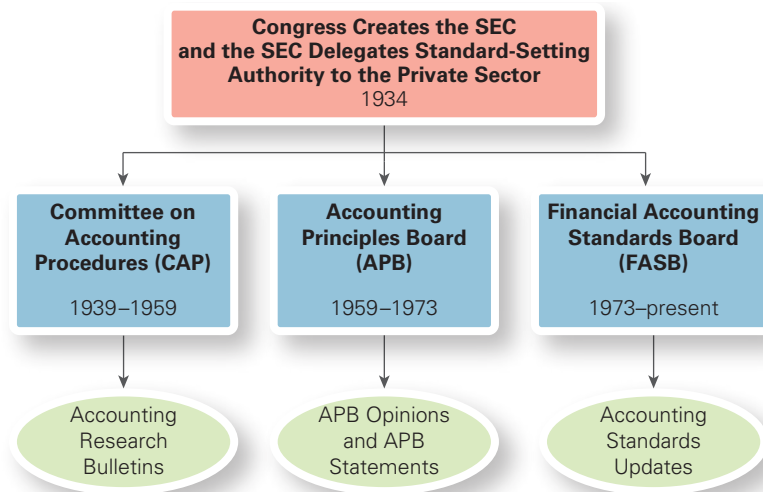 Congress Creates the SEC
and the SEC Delegates Standard-Setting
Authority to the Private Sector
1934
Committee on
Accounting
Procedures (CAP)
1939–1959
Accounting
Principles Board
(APB)
1959–1973
Financial Accounting
Standards Board
(FASB)
1973–present
Accounting
Research
Bulletins
APB Opinions
and APB
Statements
Accounting
Standards
Updates